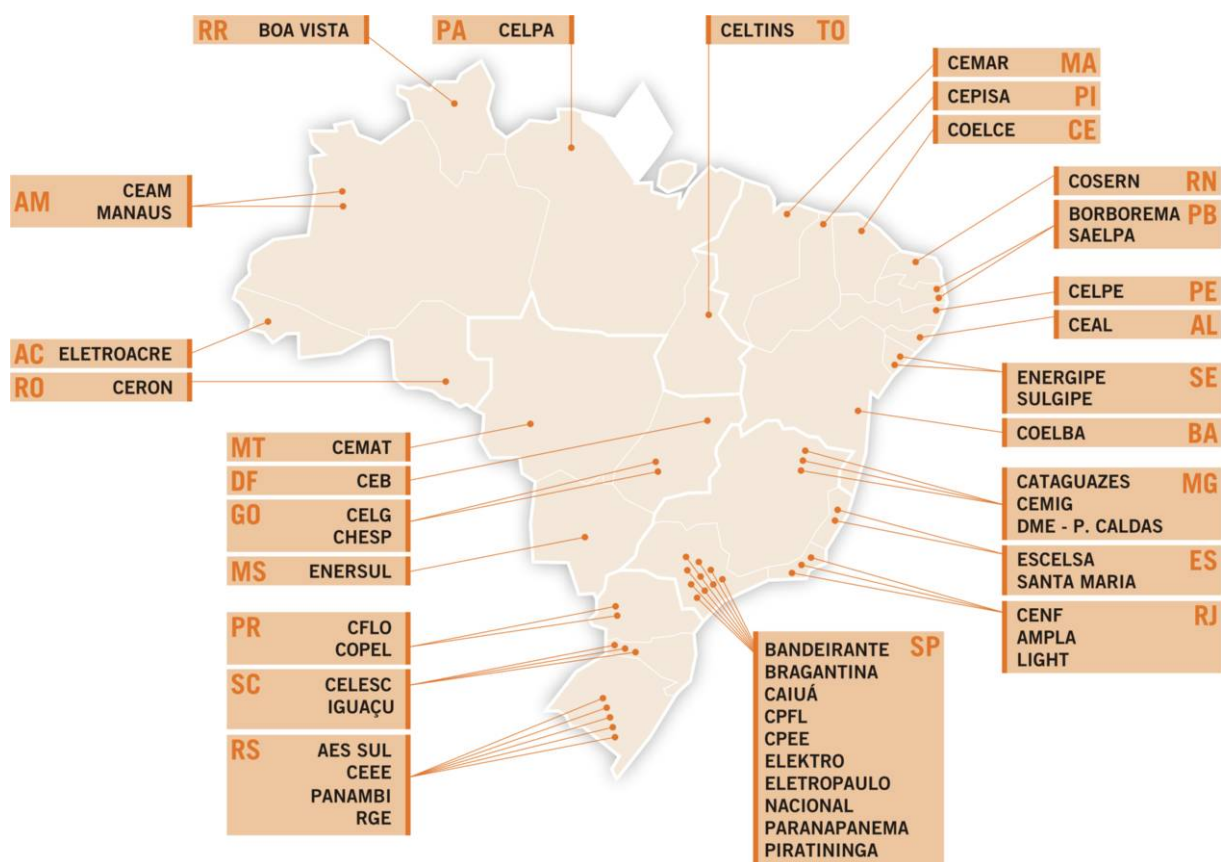 RR BOA VISTA
PA CELPA
CELTINS TO
CEMAR MA
CEPISA PI
COELCE CE
AM CEAM
MANAUS
COSERN RN
BORBOREMA PB
SAELPA
CELPE PE
CEAL AL
AC ELETROACRE
RO CERON
ENERGIPE SE
SULGIPE
COELBA BA
MT CEMAT
DF CEB
GO CELG
CHESP
MS ENERSUL
CATAGUAZES MG
CEMIG
DME - P. CALDAS
ESCELSA ES
SANTA MARIA
CENF RJ
AMPLA
LIGHT
PR CFLO
COPEL
SC CELESC
IGUAÇU
RS AES SUL
CEEE
PANAMBI
RGE
BANDEIRANTE SP
BRAGANTINA
CAIUÁ
CPFL
CPEE
ELEKTRO
ELETROPAULO
NACIONAL
PARANAPANEMA
PIRATININGA